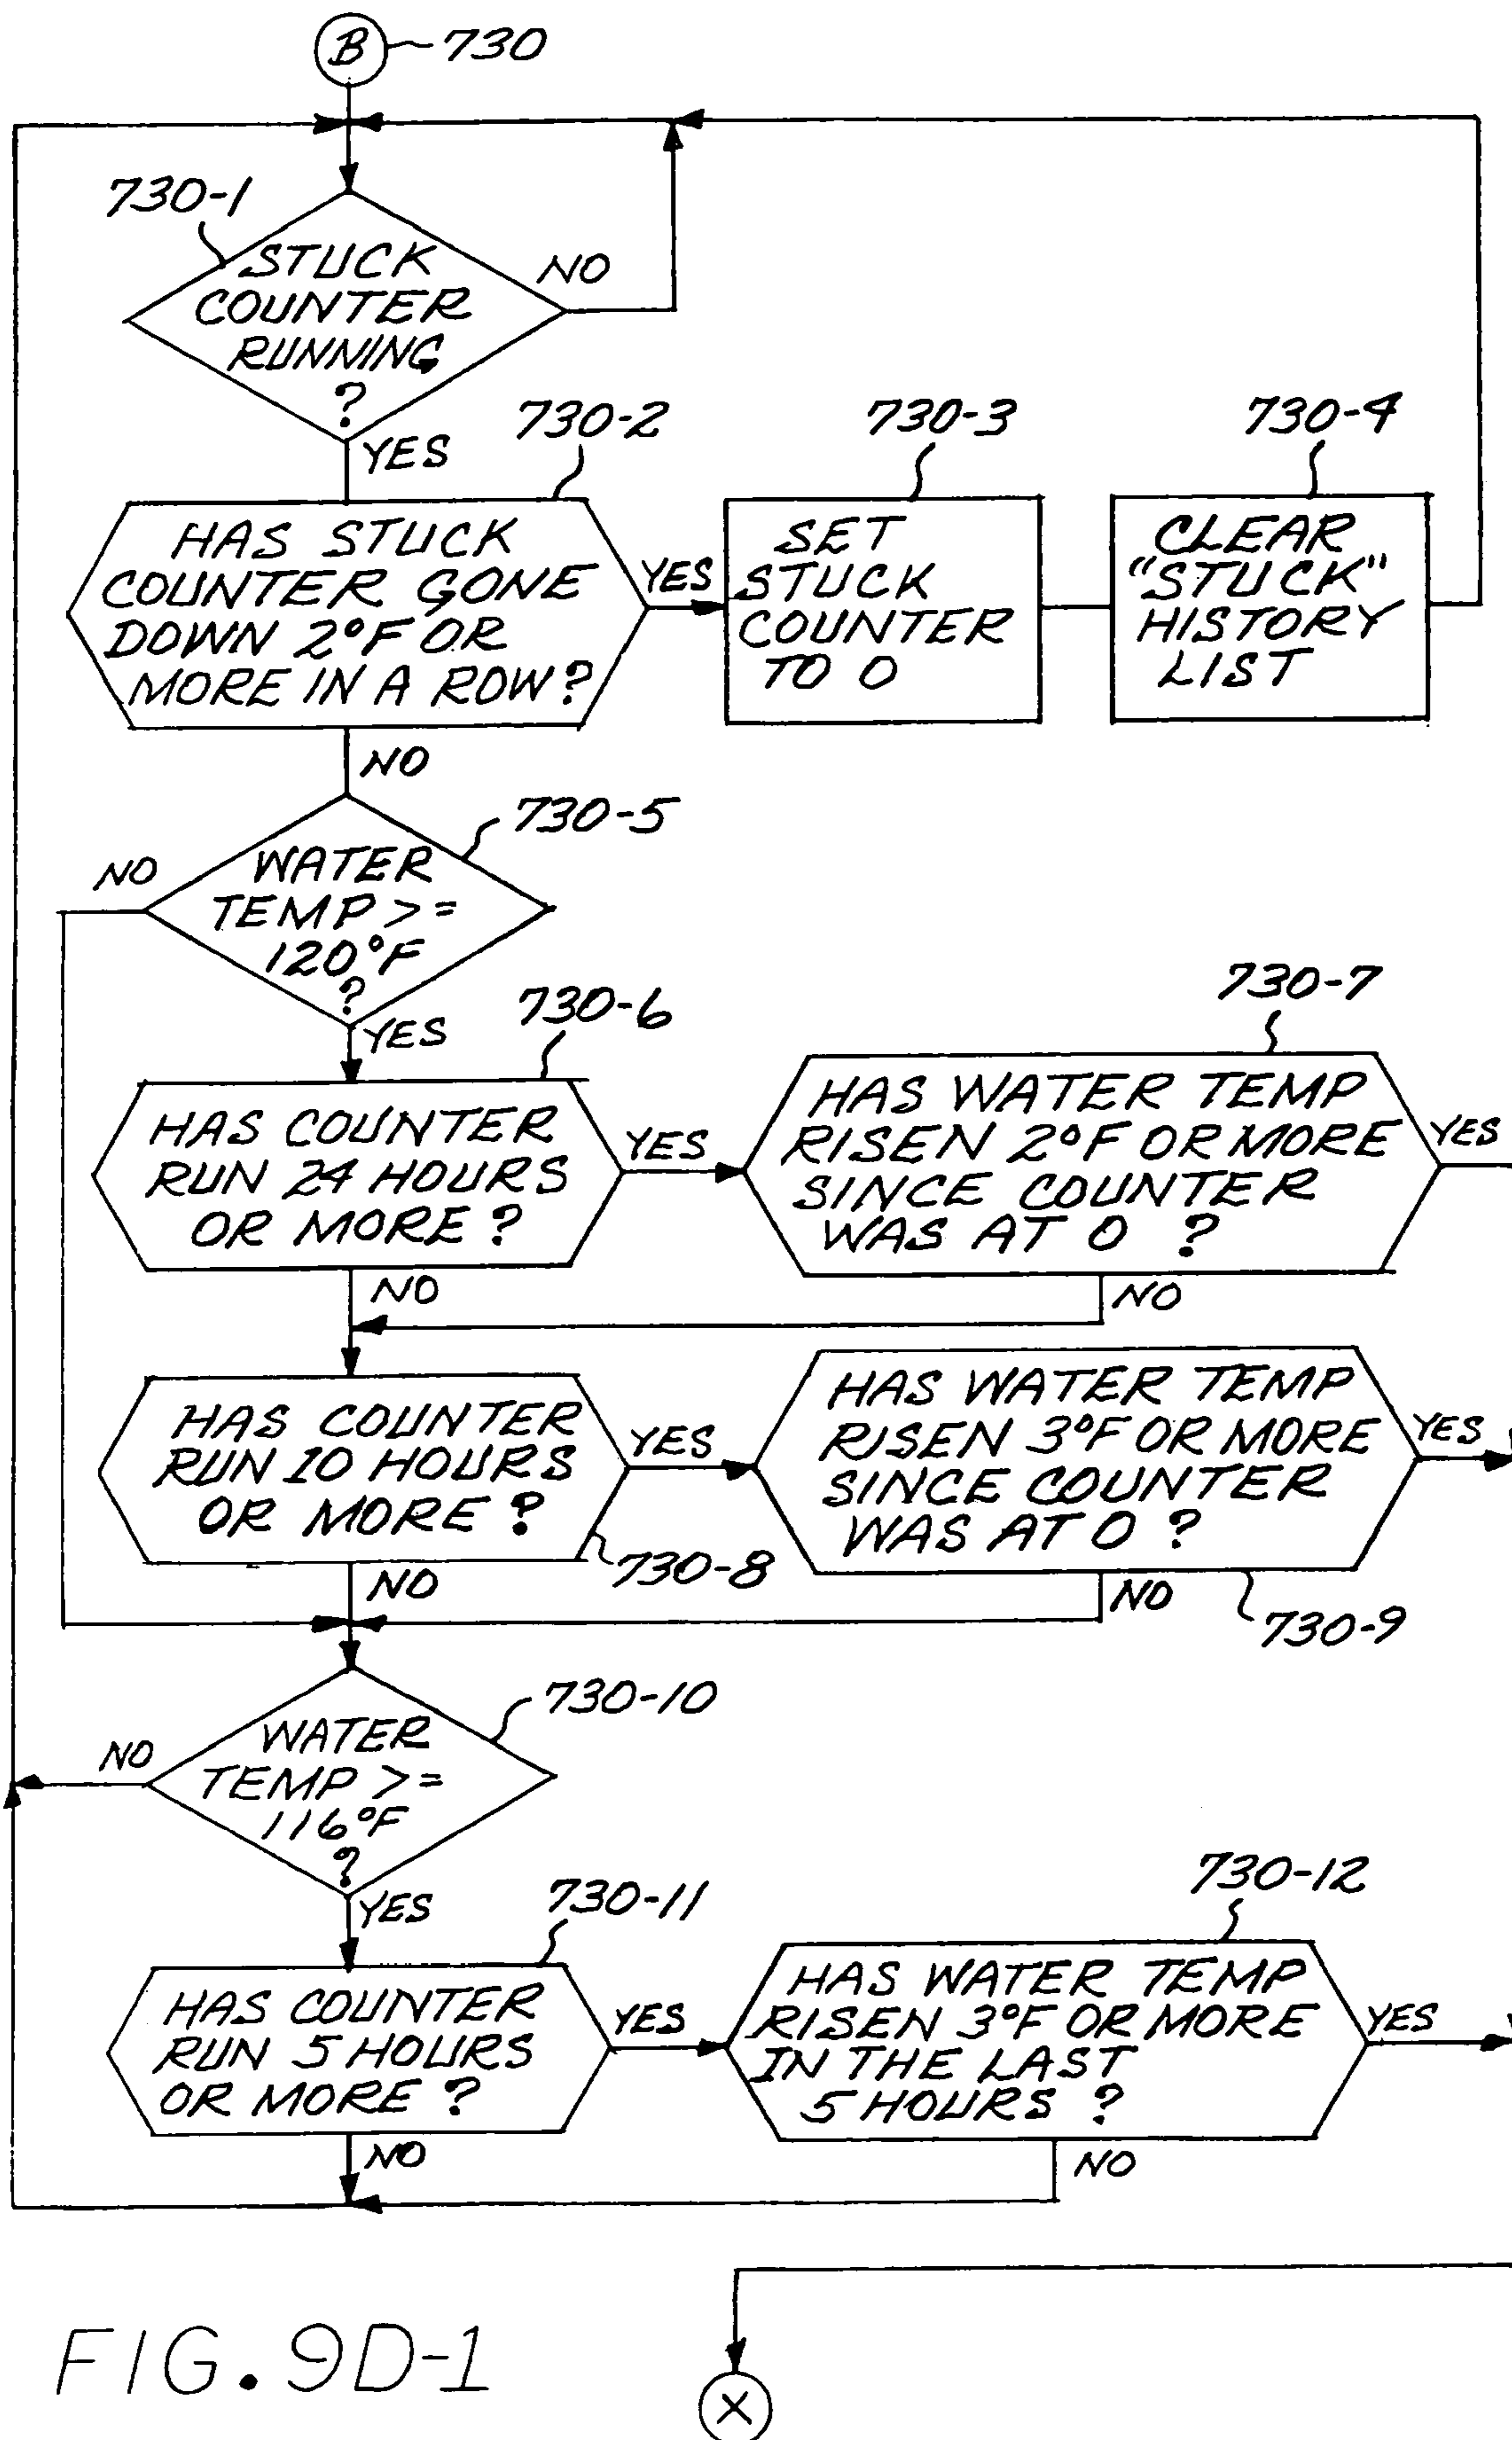 B 730
730-1
STUCK
COUNTER
RUNNING
?
NO
YES
730-2
HAS STUCK
COUNTER GONE
DOWN 2°F OR
MORE IN A ROW?
YES
730-3
SET
STUCK
COUNTER
TO 0
730-4
CLEAR
"STUCK"
HISTORY
LIST
NO
730-5
WATER
TEMP >=
120°F
?
NO
YES
730-6
HAS COUNTER
RUN 24 HOURS
OR MORE?
YES
730-7
HAS WATER TEMP
RISEN 2°F OR MORE
SINCE COUNTER
WAS AT 0 ?
YES
NO
NO
HAS COUNTER
RUN 10 HOURS
OR MORE?
730-8
YES
HAS WATER TEMP
RISEN 3°F OR MORE
SINCE COUNTER
WAS AT 0 ?
730-9
YES
NO
NO
730-10
WATER
TEMP >=
116°F
?
NO
YES
730-11
HAS COUNTER
RUN 5 HOURS
OR MORE?
YES
730-12
HAS WATER TEMP
RISEN 3°F OR MORE
IN THE LAST
5 HOURS ?
YES
NO
NO
FIG. 9D-1
X